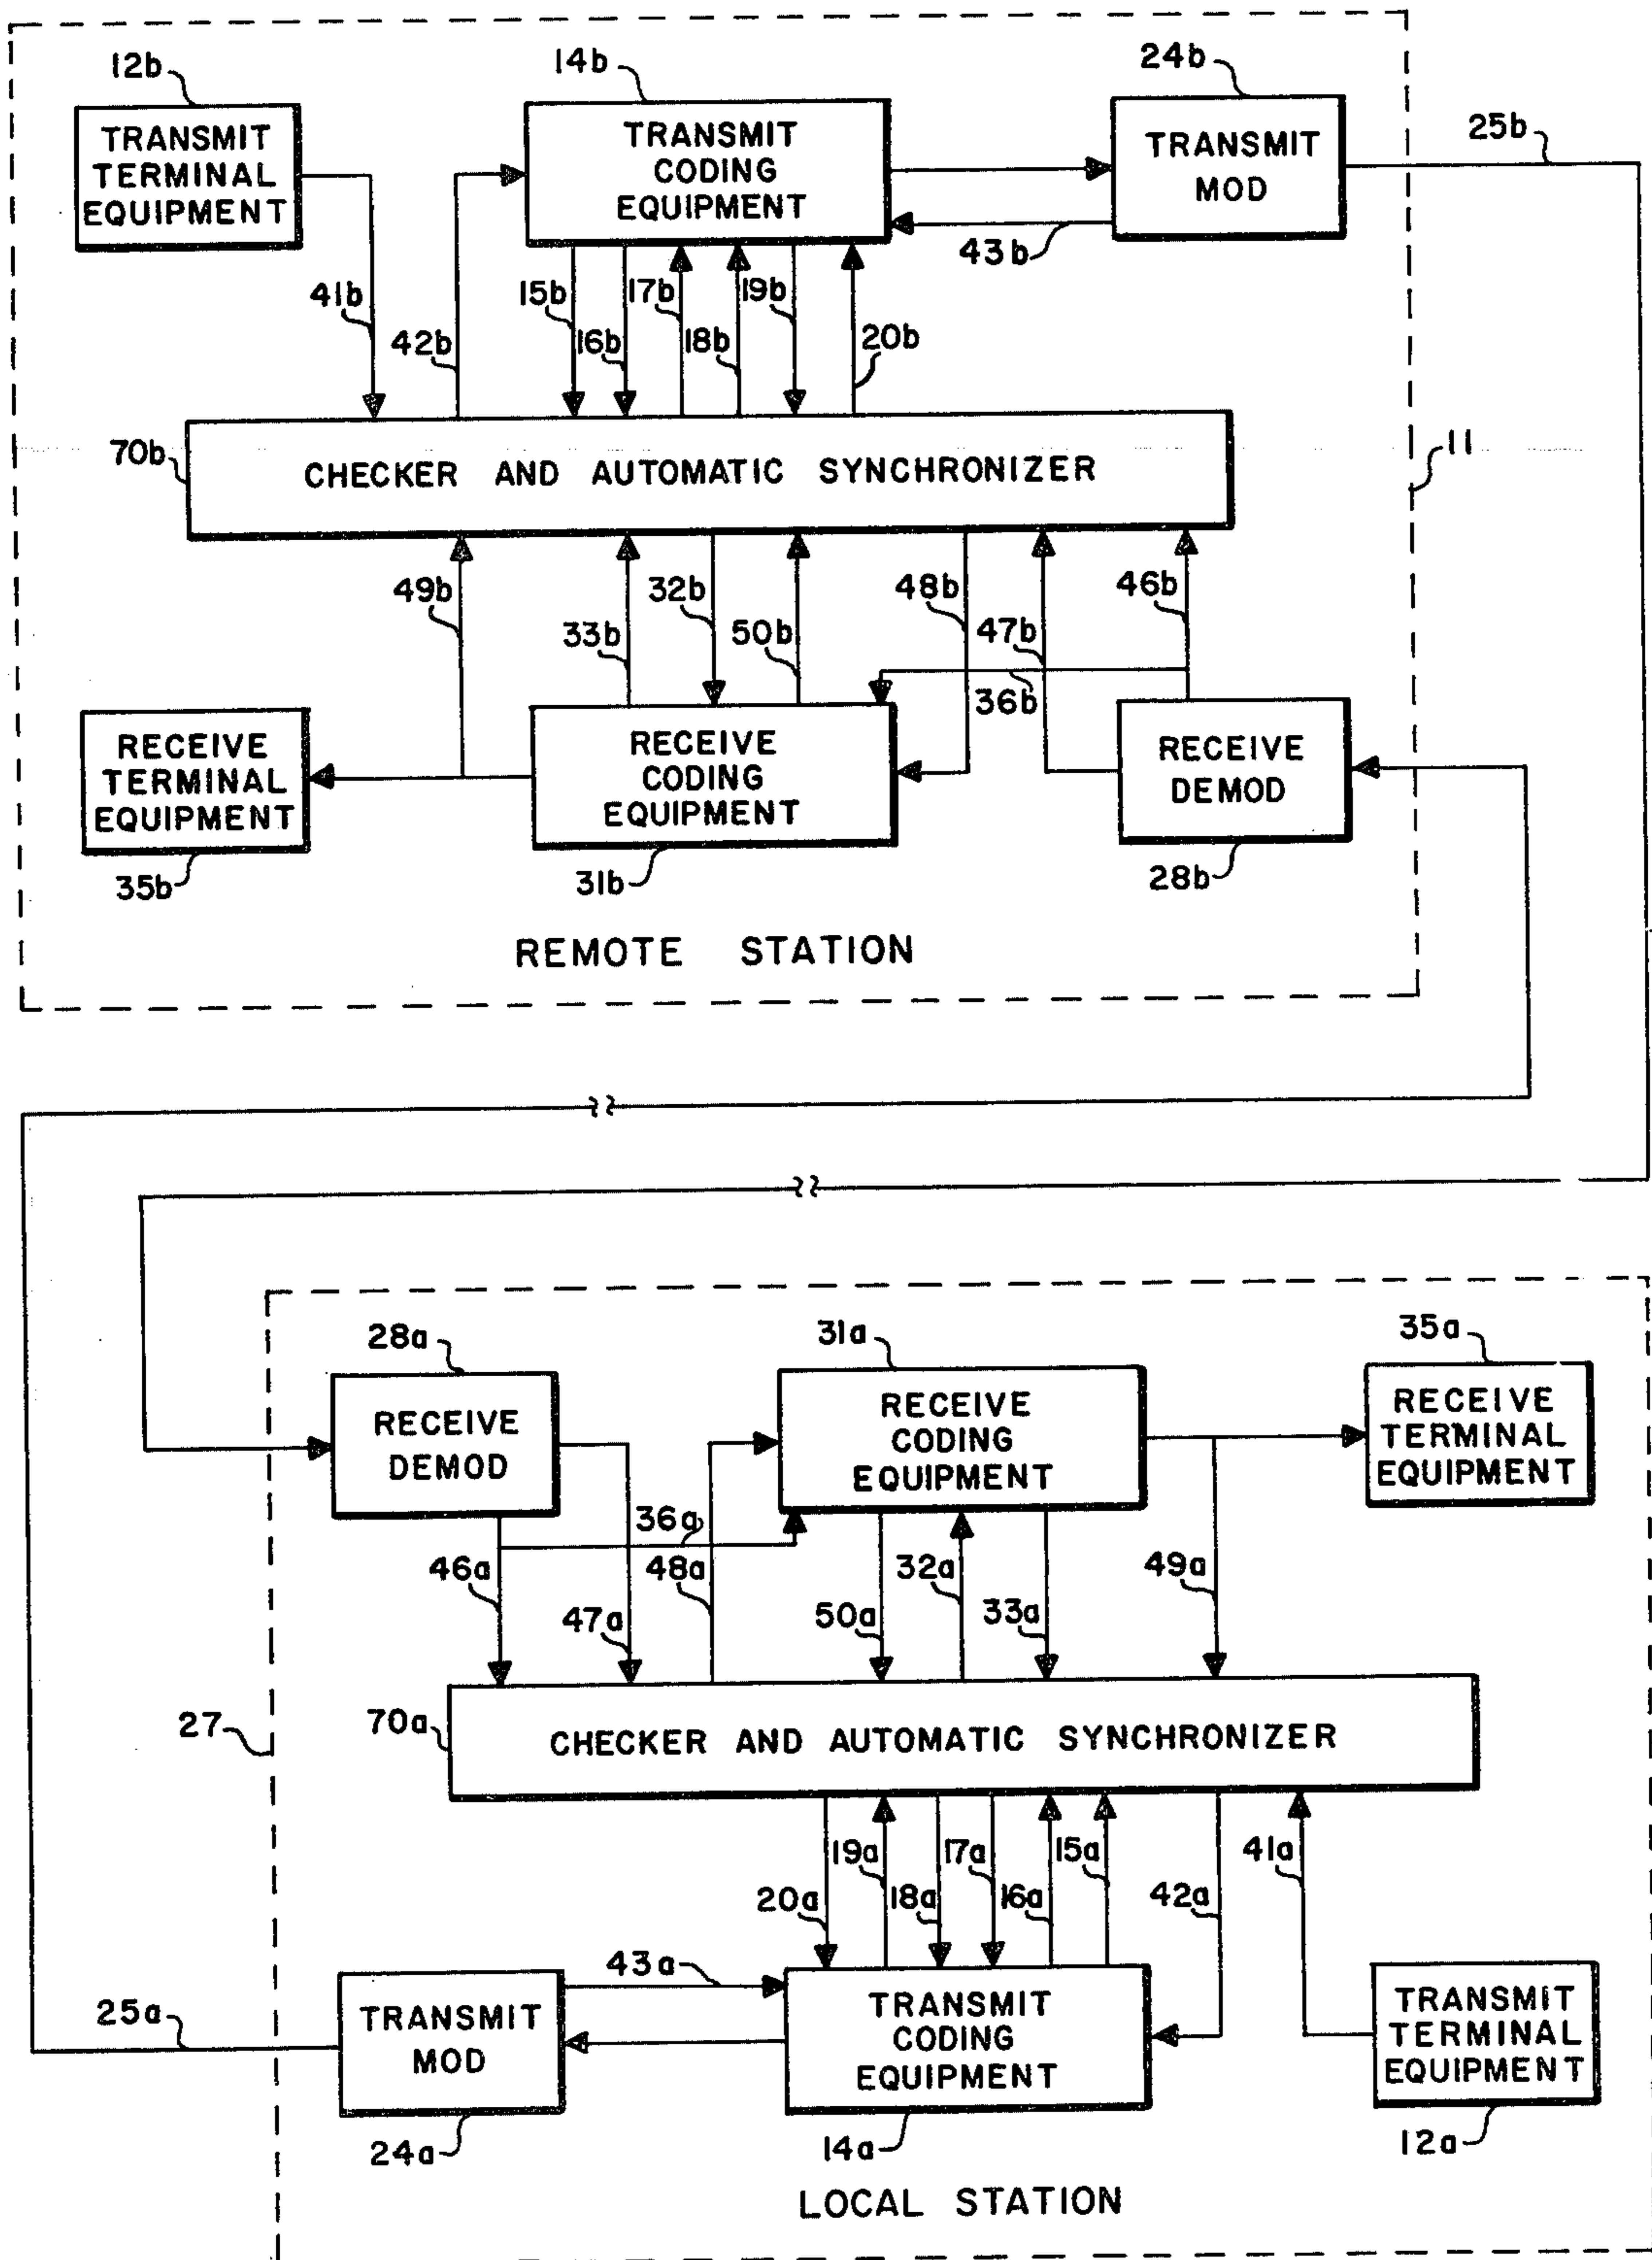 12b
14b
24b
TRANSMIT
TERMINAL
EQUIPMENT
TRANSMIT
CODING
EQUIPMENT
TRANSMIT
MOD
25b
43b
41b
42b
15b
16b
17b
18b
19b
20b
70b
CHECKER AND AUTOMATIC SYNCHRONIZER
11
49b
33b
32b
50b
48b
47b
46b
36b
RECEIVE
TERMINAL
EQUIPMENT
RECEIVE
CODING
EQUIPMENT
RECEIVE
DEMOD
35b
31b
28b
REMOTE STATION
28a
31a
35a
RECEIVE
DEMOD
RECEIVE
CODING
EQUIPMENT
RECEIVE
TERMINAL
EQUIPMENT
36a
46a
47a
48a
50a
32a
33a
49a
27
70a
CHECKER AND AUTOMATIC SYNCHRONIZER
20a
19a
18a
17a
16a
15a
42a
41a
43a
25a
TRANSMIT
MOD
TRANSMIT
CODING
EQUIPMENT
TRANSMIT
TERMINAL
EQUIPMENT
24a
14a
12a
LOCAL STATION